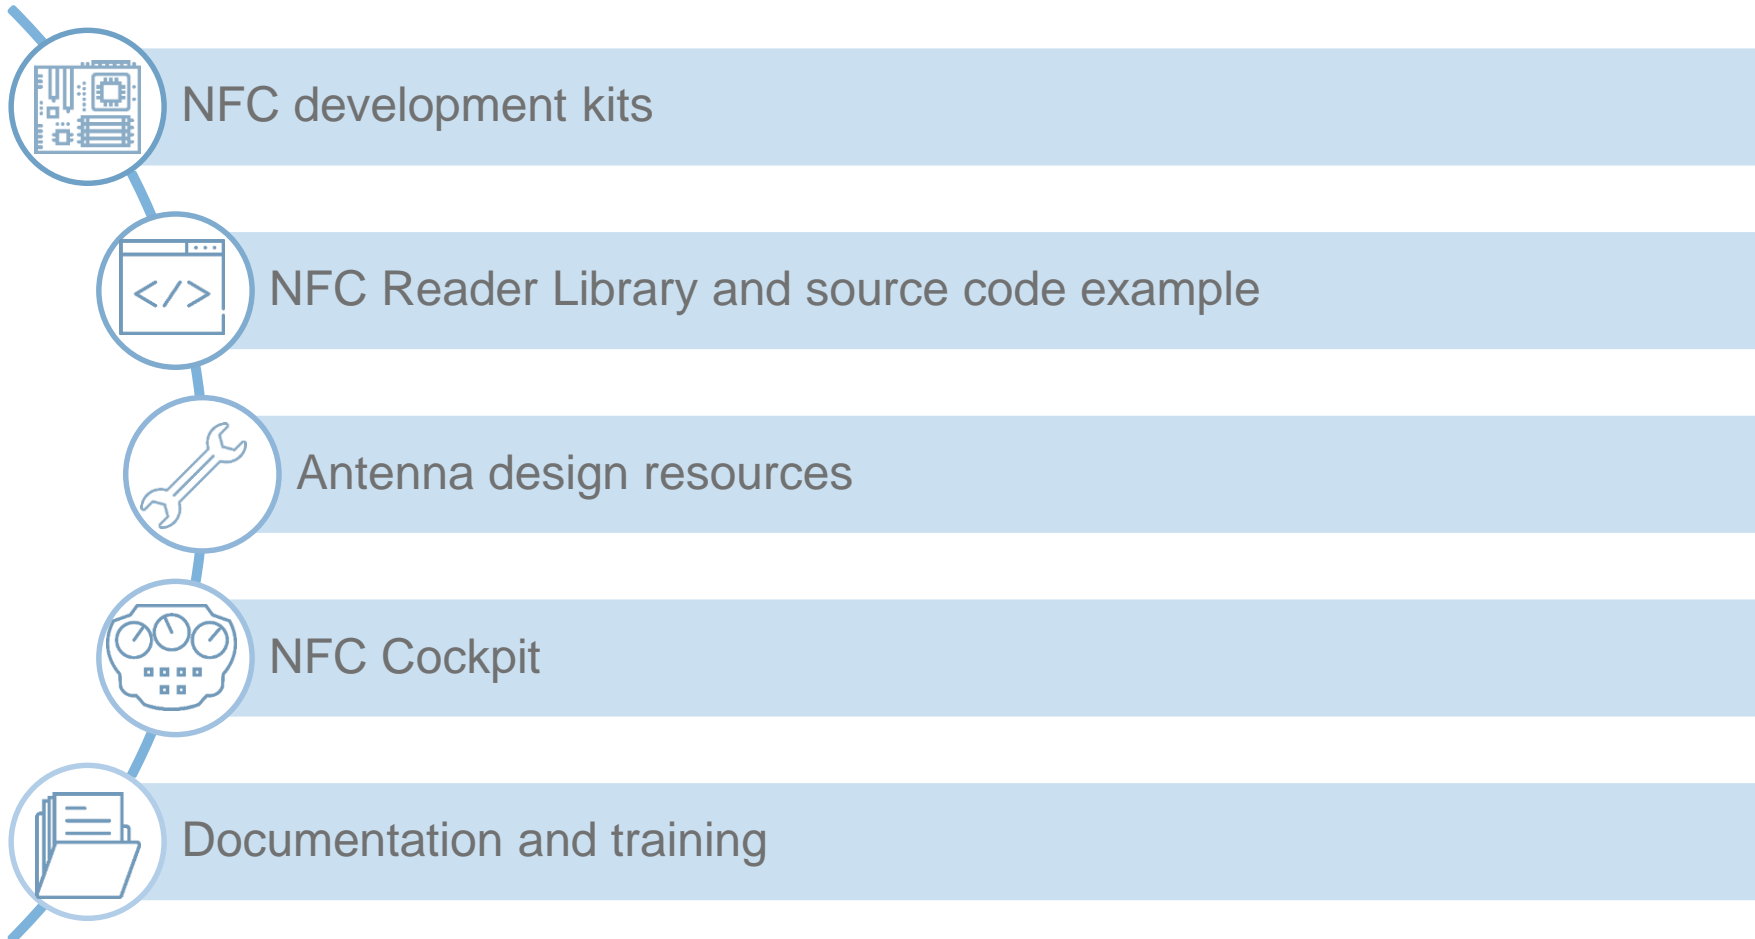 NFC development kits
NFC Reader Library and source code example
Antenna design resources
NFC Cockpit
Documentation and training